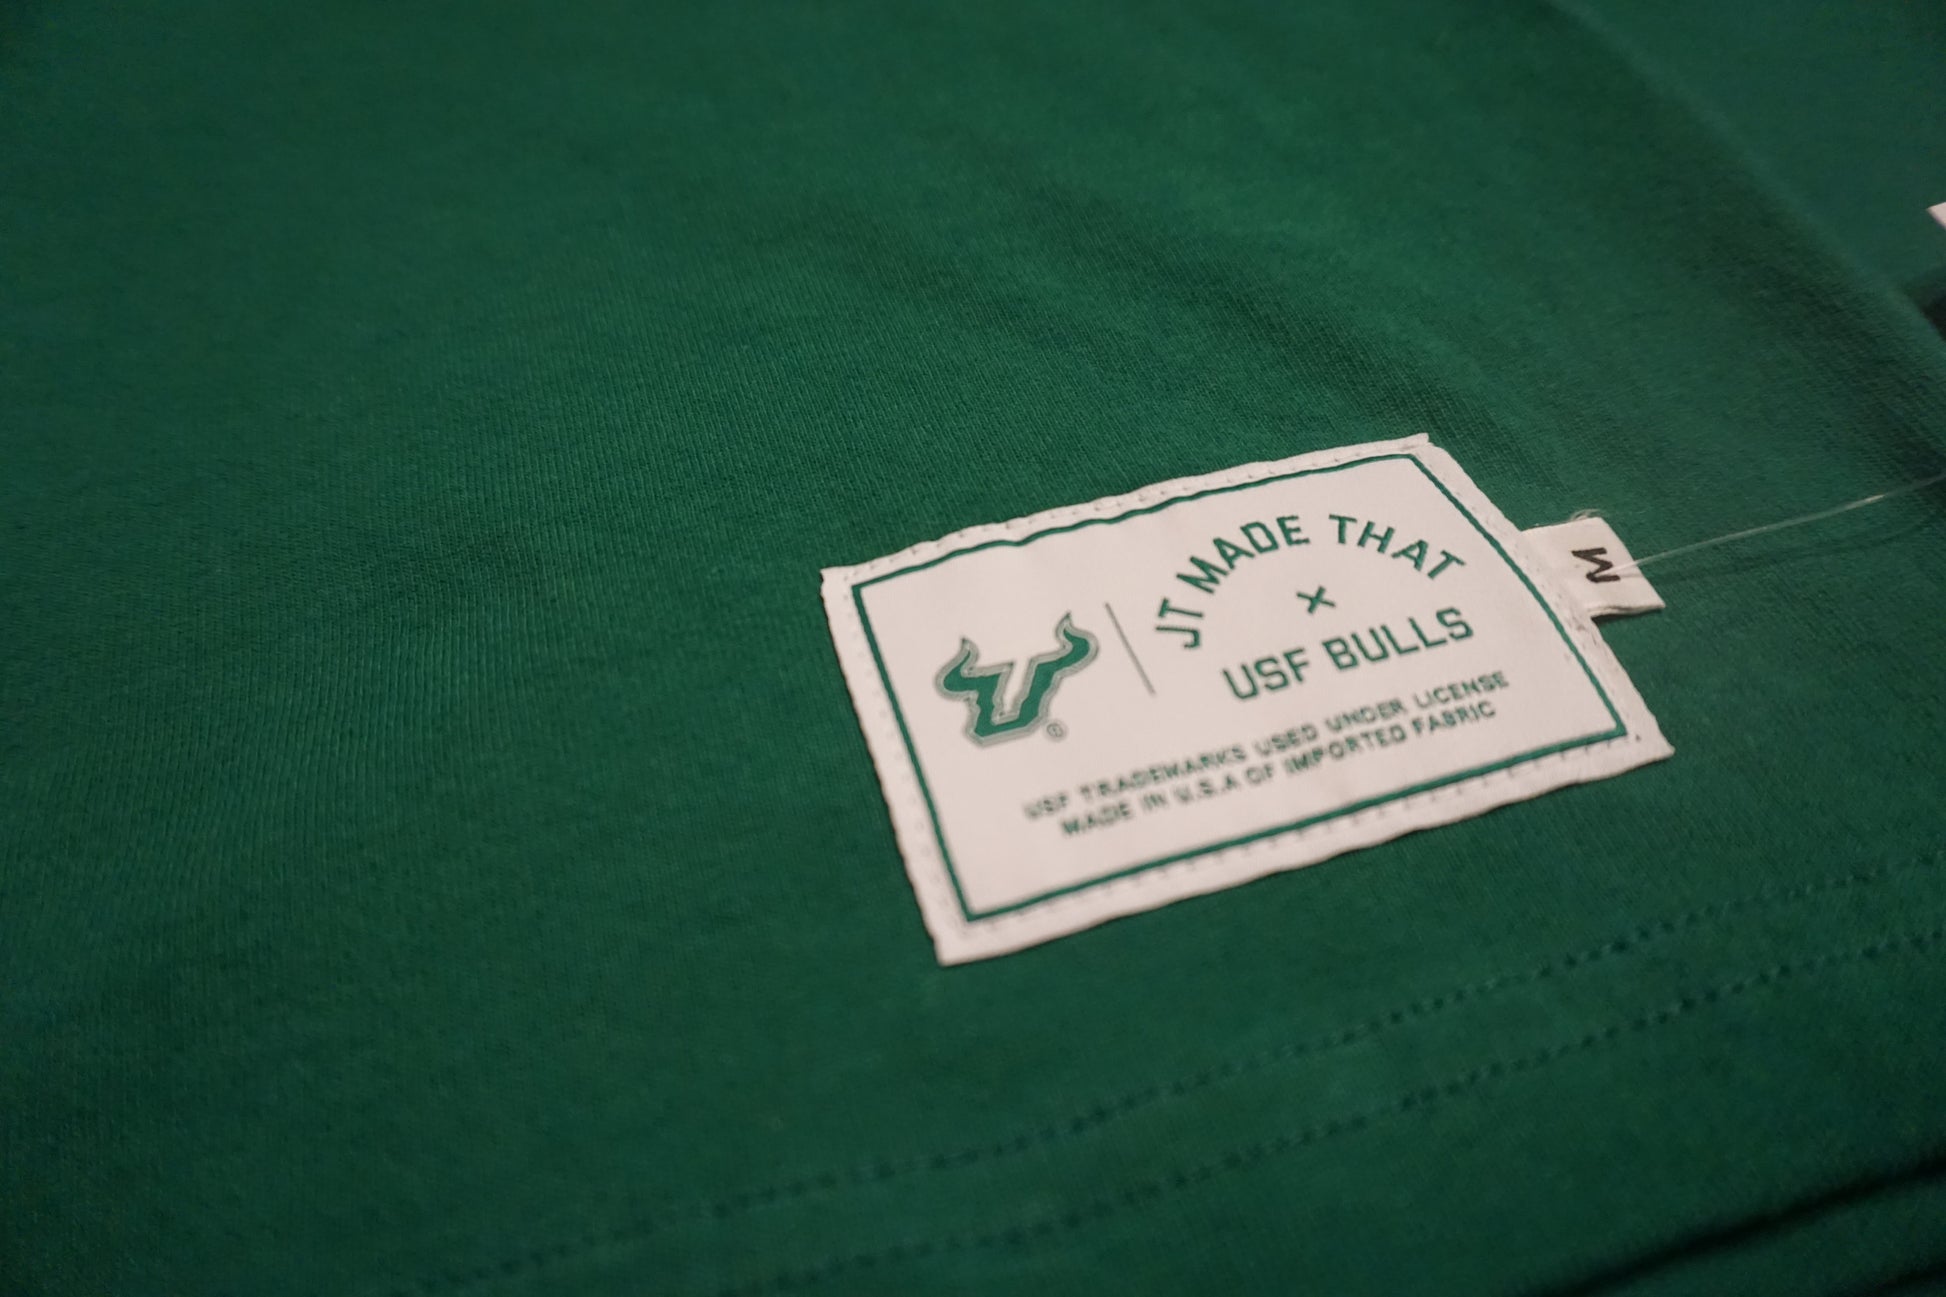 JT MADE THAT
×
USF BULLS
USF TRADEMARKS USED UNDER LICENSE
MADE IN U.S.A OF IMPORTED FABRIC
®
M